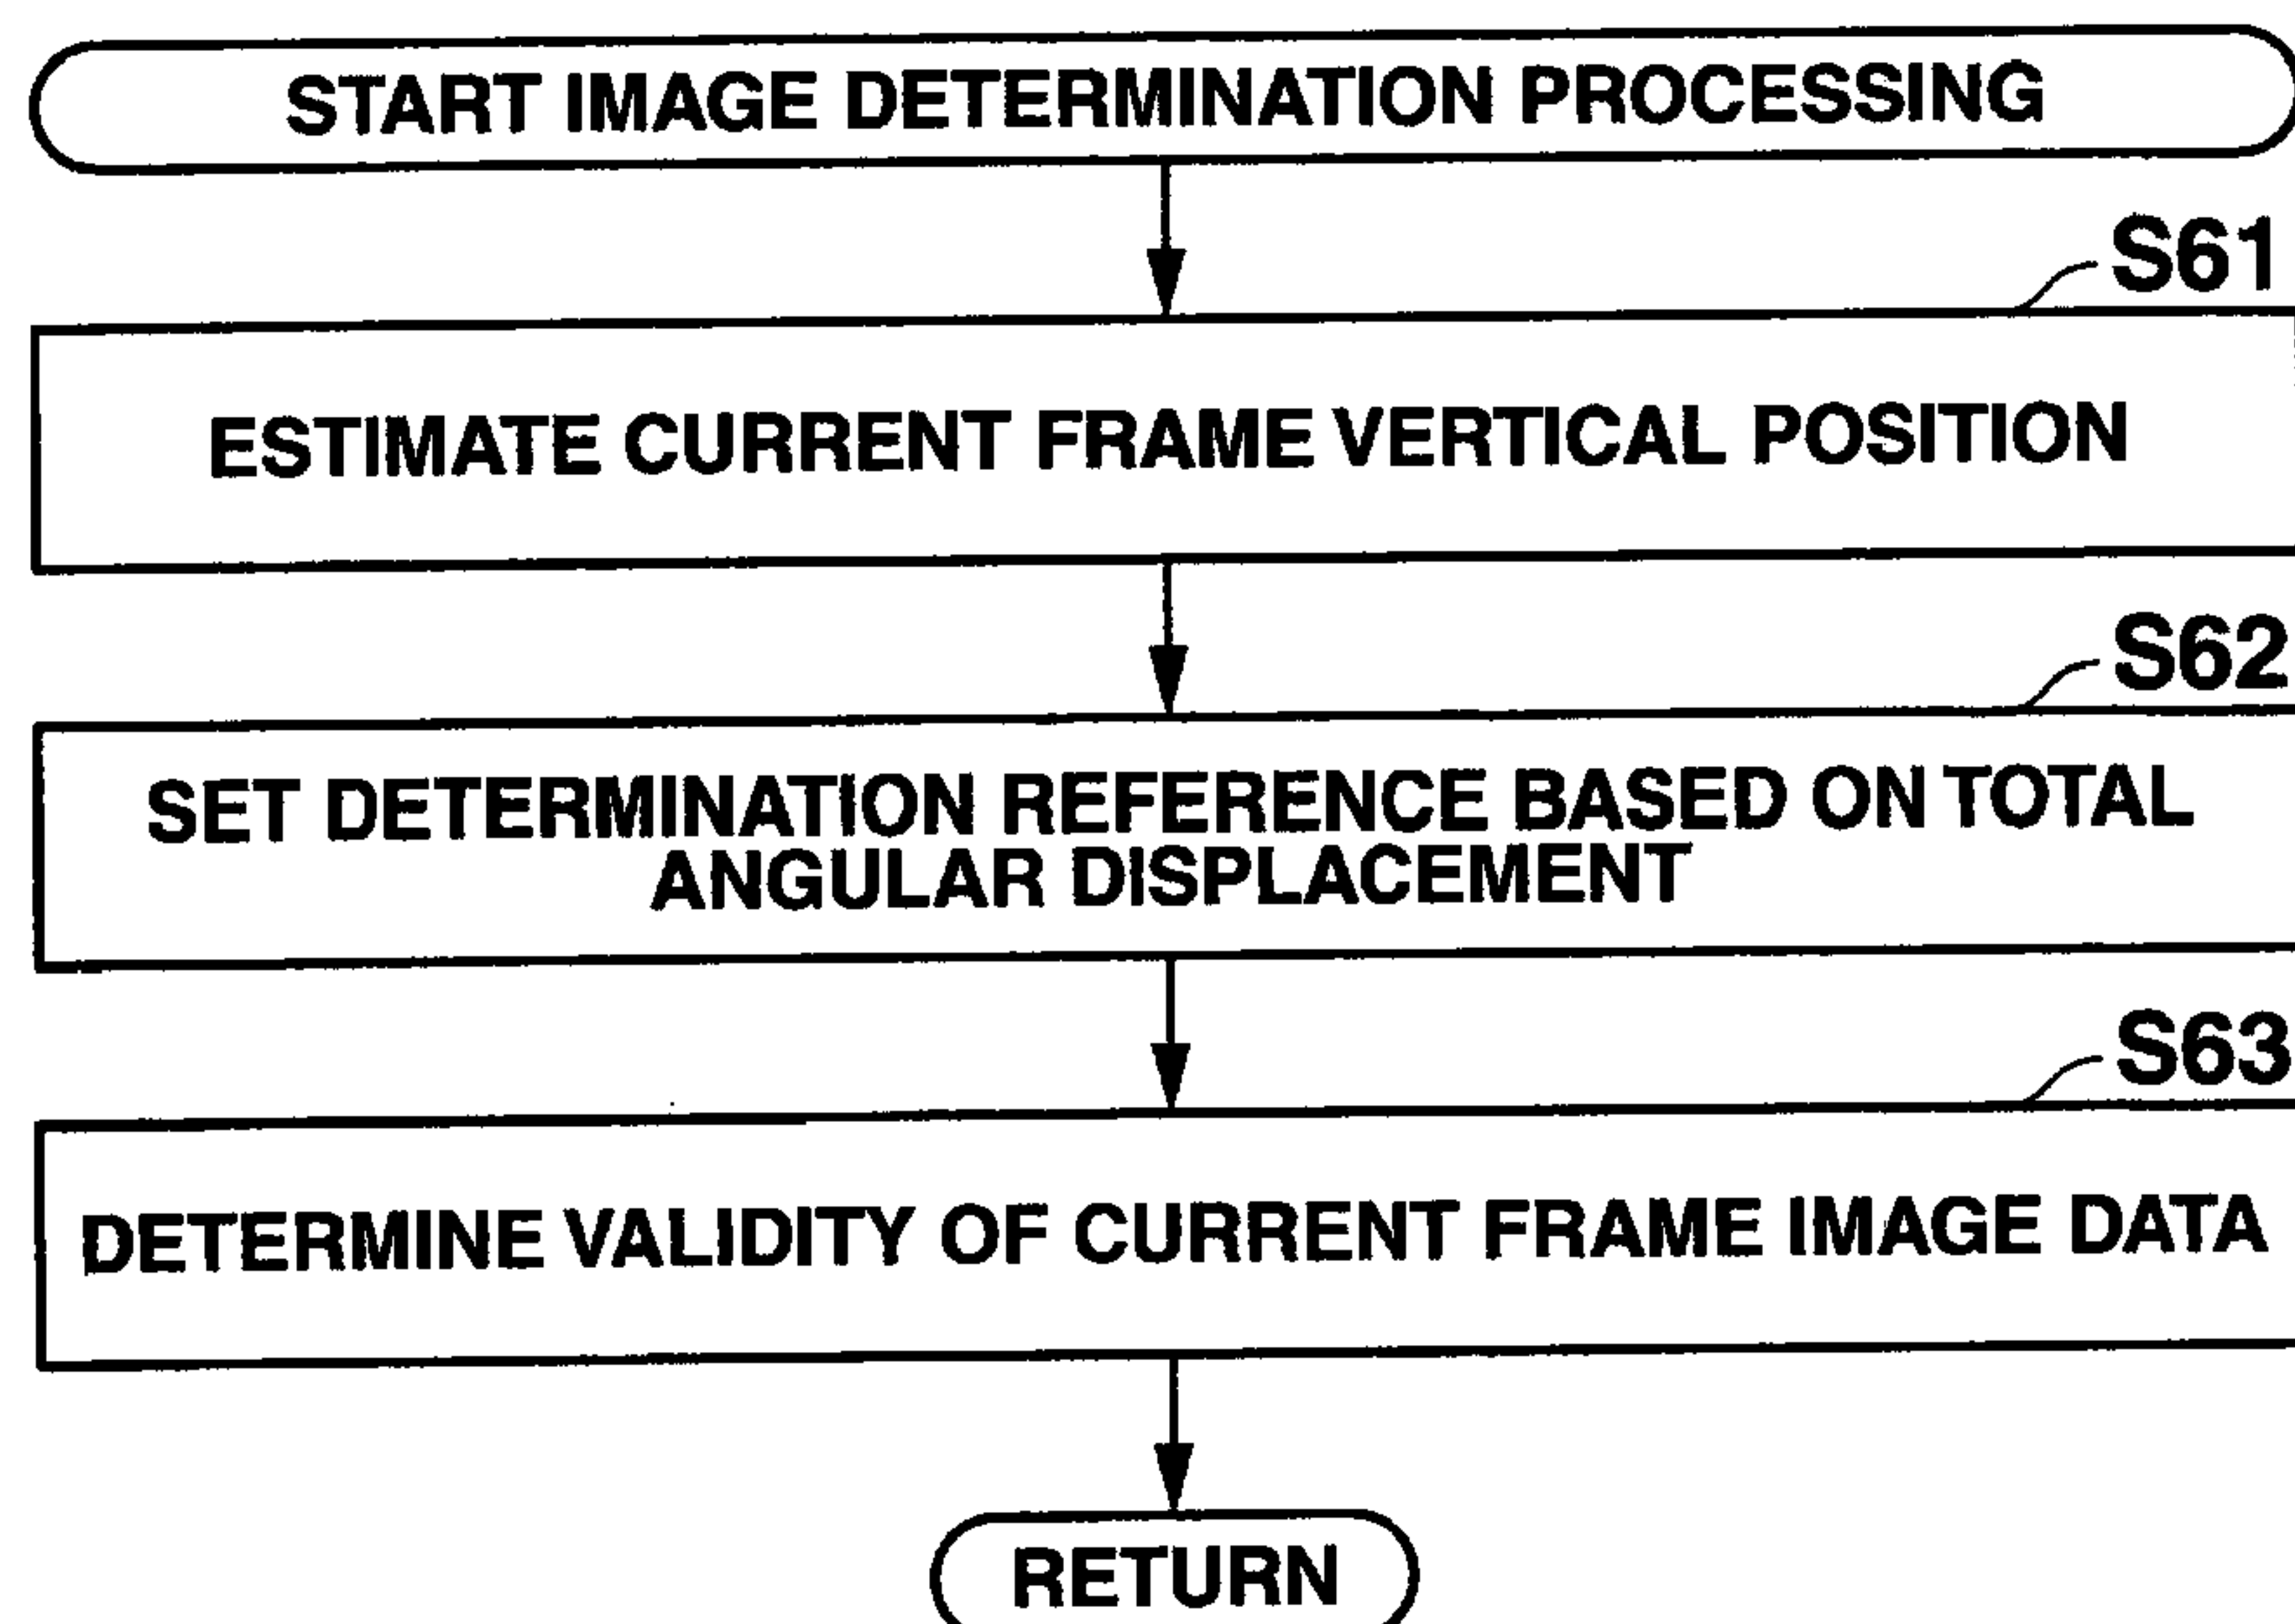 START IMAGE DETERMINATION PROCESSING
S61
ESTIMATE CURRENT FRAME VERTICAL POSITION
S62
SET DETERMINATION REFERENCE BASED ON TOTAL
ANGULAR DISPLACEMENT
S63
DETERMINE VALIDITY OF CURRENT FRAME IMAGE DATA
RETURN